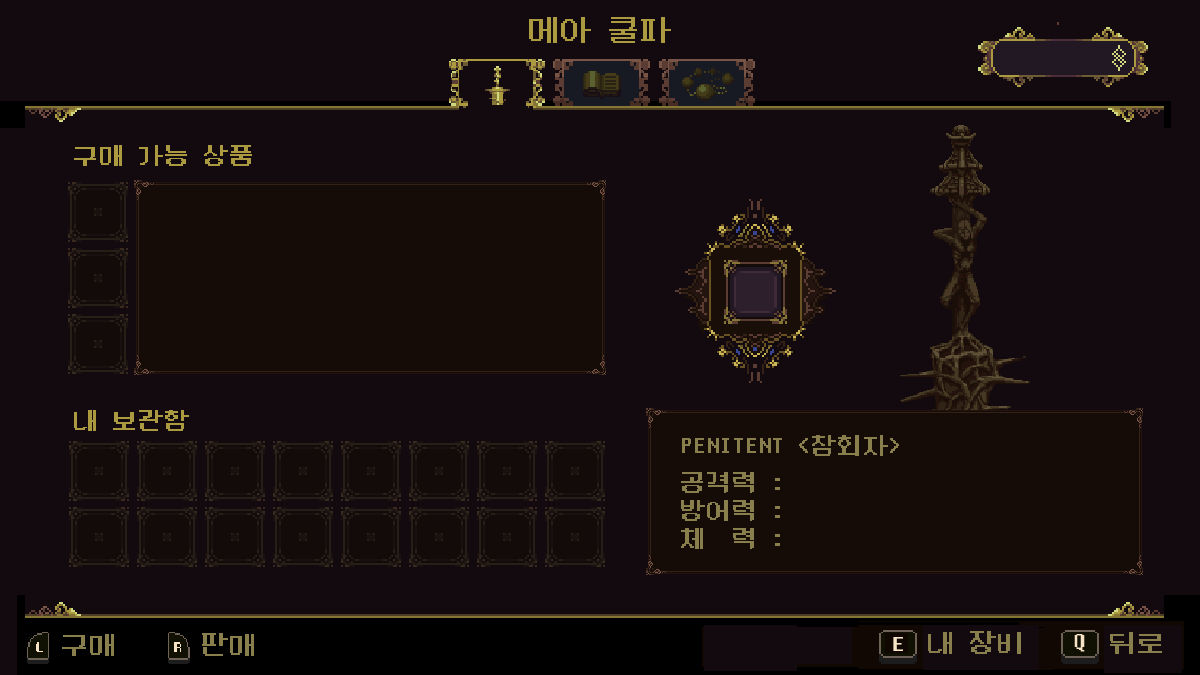 메아 쿨파
구매 가능 상품
내 보관함
PENITENT <참회자>
공격력 :
방어력 :
체 력 :
L 구매 R 판매 E 내 장비 Q 뒤로